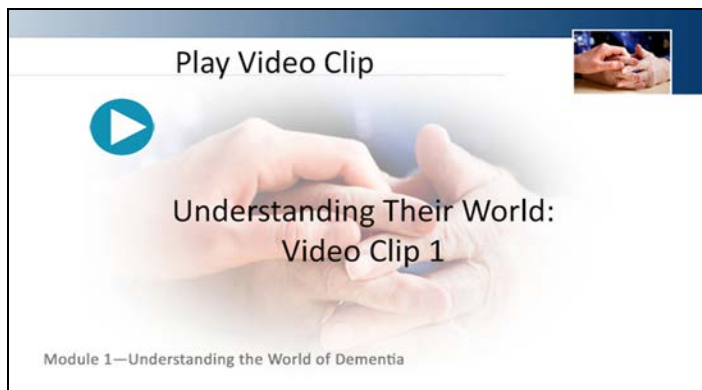 Play Video Clip
Understanding Their World:
Video Clip 1
Module 1—Understanding the World of Dementia